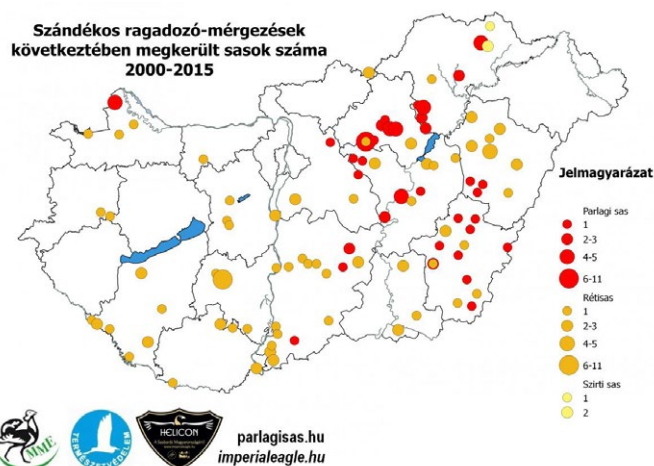 Szándékos ragadozó-mérgezések
következtében megkerült sasok száma
2000-2015
Jelmagyarázat
Parlagi sas
1
2-3
4-5
6-11
Rétisas
1
2-3
4-5
6-11
Szirti sas
1
2
MME
TERMÉSZETVÉDELEM
HELICON
parlagisas.hu
imperialeagle.hu